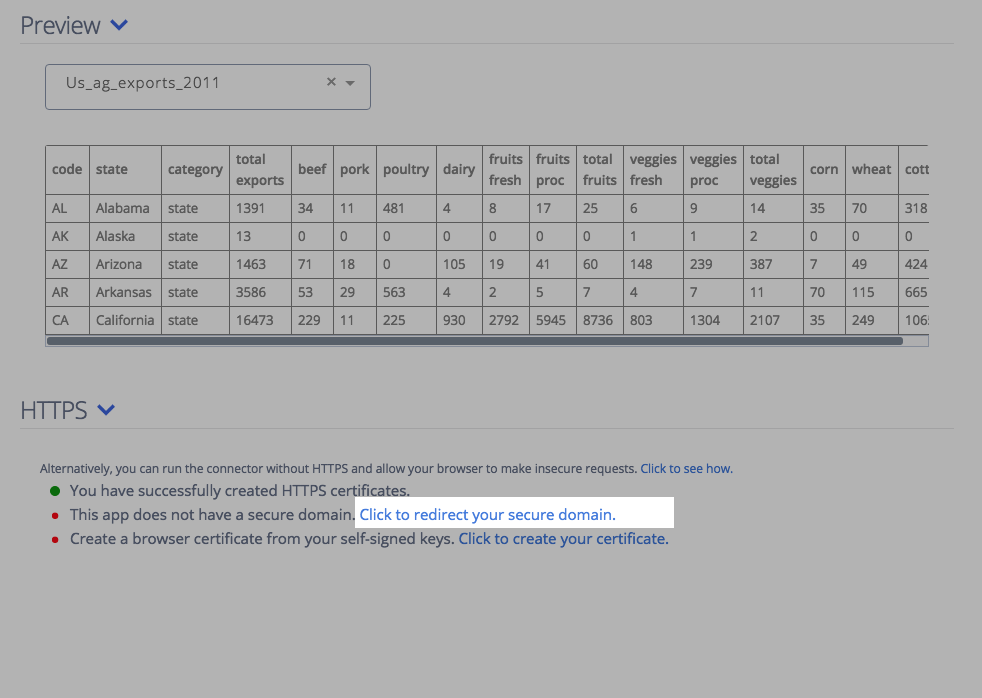 Preview
Us_ag_exports_2011 ×
code state category total exports beef pork poultry dairy fruits fresh fruits proc total fruits veggies fresh veggies proc total veggies corn wheat cott
AL Alabama state 1391 34 11 481 4 8 17 25 6 9 14 35 70 318
AK Alaska state 13 0 0 0 0 0 0 0 1 1 2 0 0 0
AZ Arizona state 1463 71 18 0 105 19 41 60 148 239 387 7 49 424
AR Arkansas state 3586 53 29 563 4 2 5 7 4 7 11 70 115 665
CA California state 16473 229 11 225 930 2792 5945 8736 803 1304 2107 35 249 106
HTTPS
Alternatively, you can run the connector without HTTPS and allow your browser to make insecure requests. Click to see how.
You have successfully created HTTPS certificates.
This app does not have a secure domain. Click to redirect your secure domain.
Create a browser certificate from your self-signed keys. Click to create your certificate.